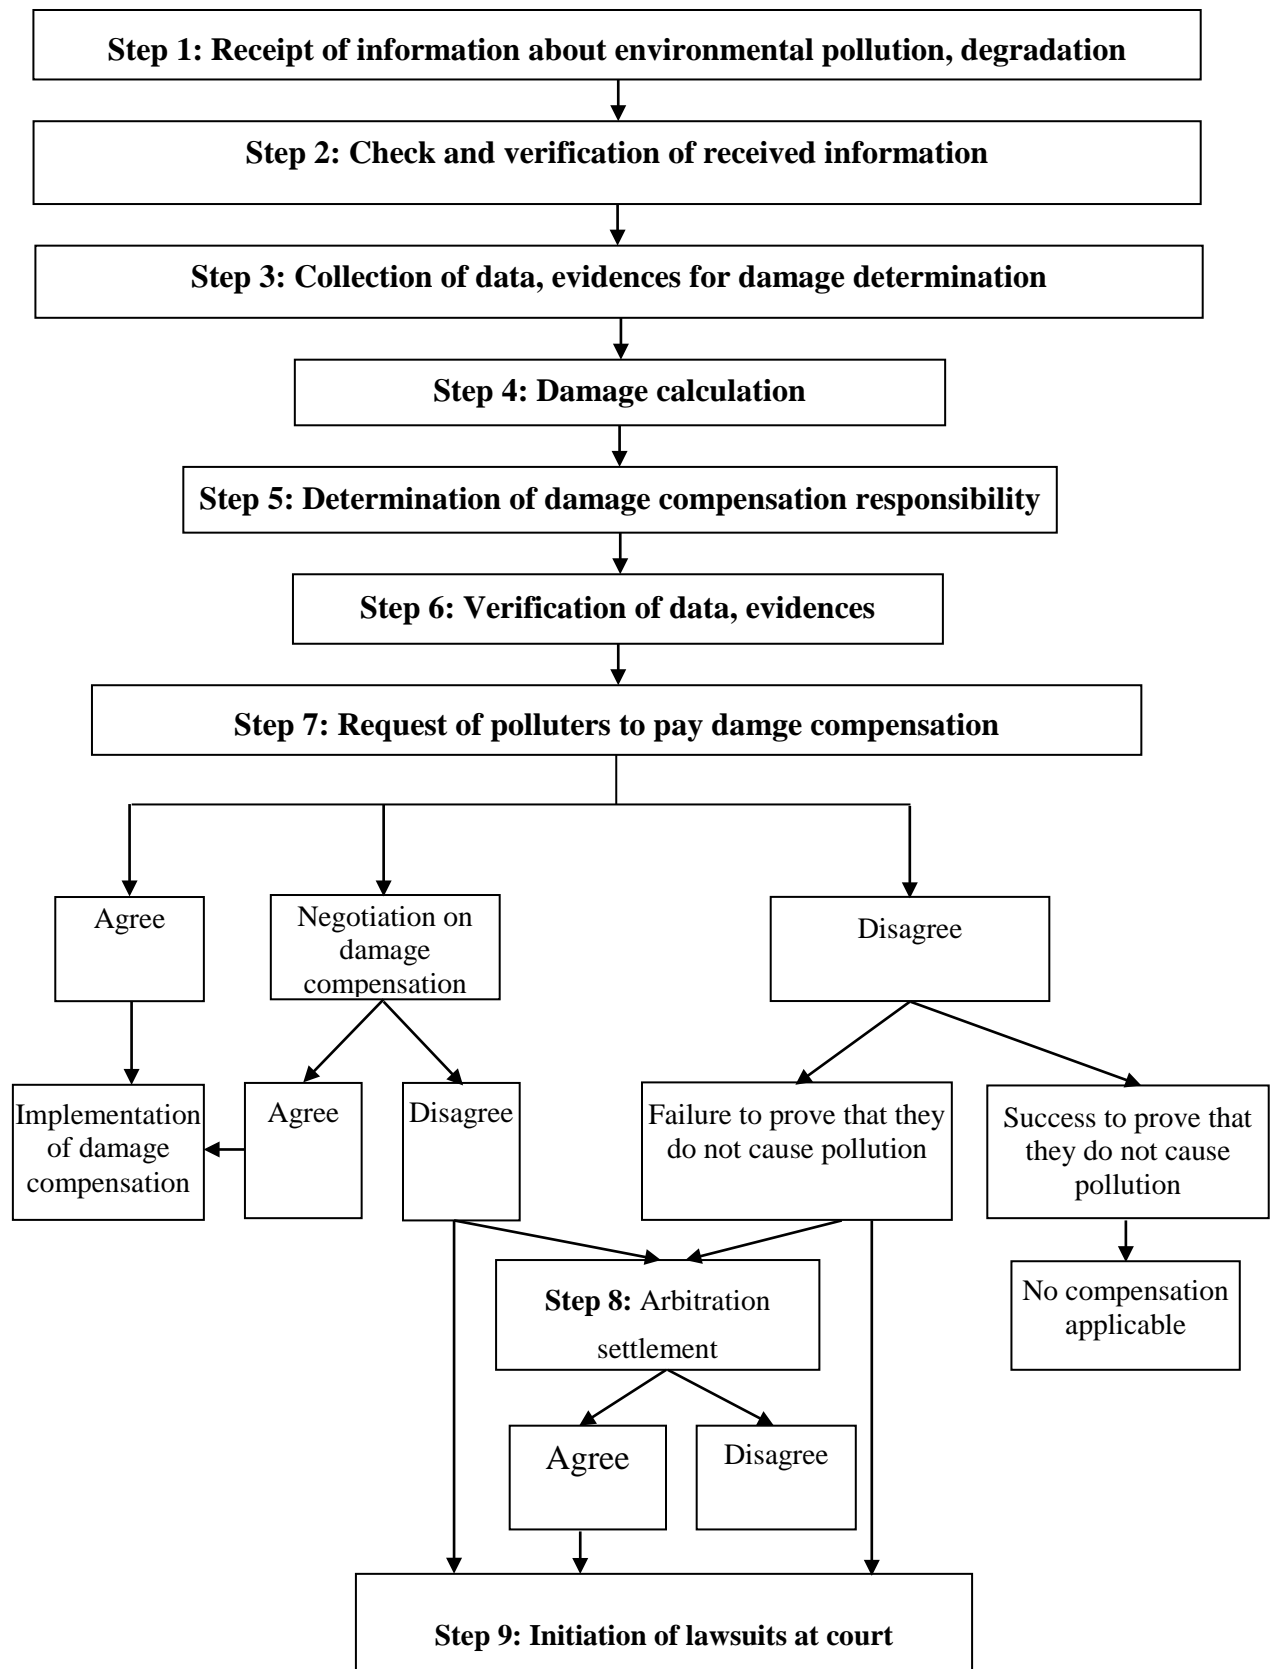 Step 1: Receipt of information about environmental pollution, degradation
Step 2: Check and verification of received information
Step 3: Collection of data, evidences for damage determination
Step 4: Damage calculation
Step 5: Determination of damage compensation responsibility
Step 6: Verification of data, evidences
Step 7: Request of polluters to pay damge compensation
Agree
Negotiation on
damage
compensation
Disagree
Implementation
of damage
compensation
Agree
Disagree
Failure to prove that they
do not cause pollution
Success to prove that
they do not cause
pollution
Step 8: Arbitration
settlement
No compensation
applicable
Agree
Disagree
Step 9: Initiation of lawsuits at court